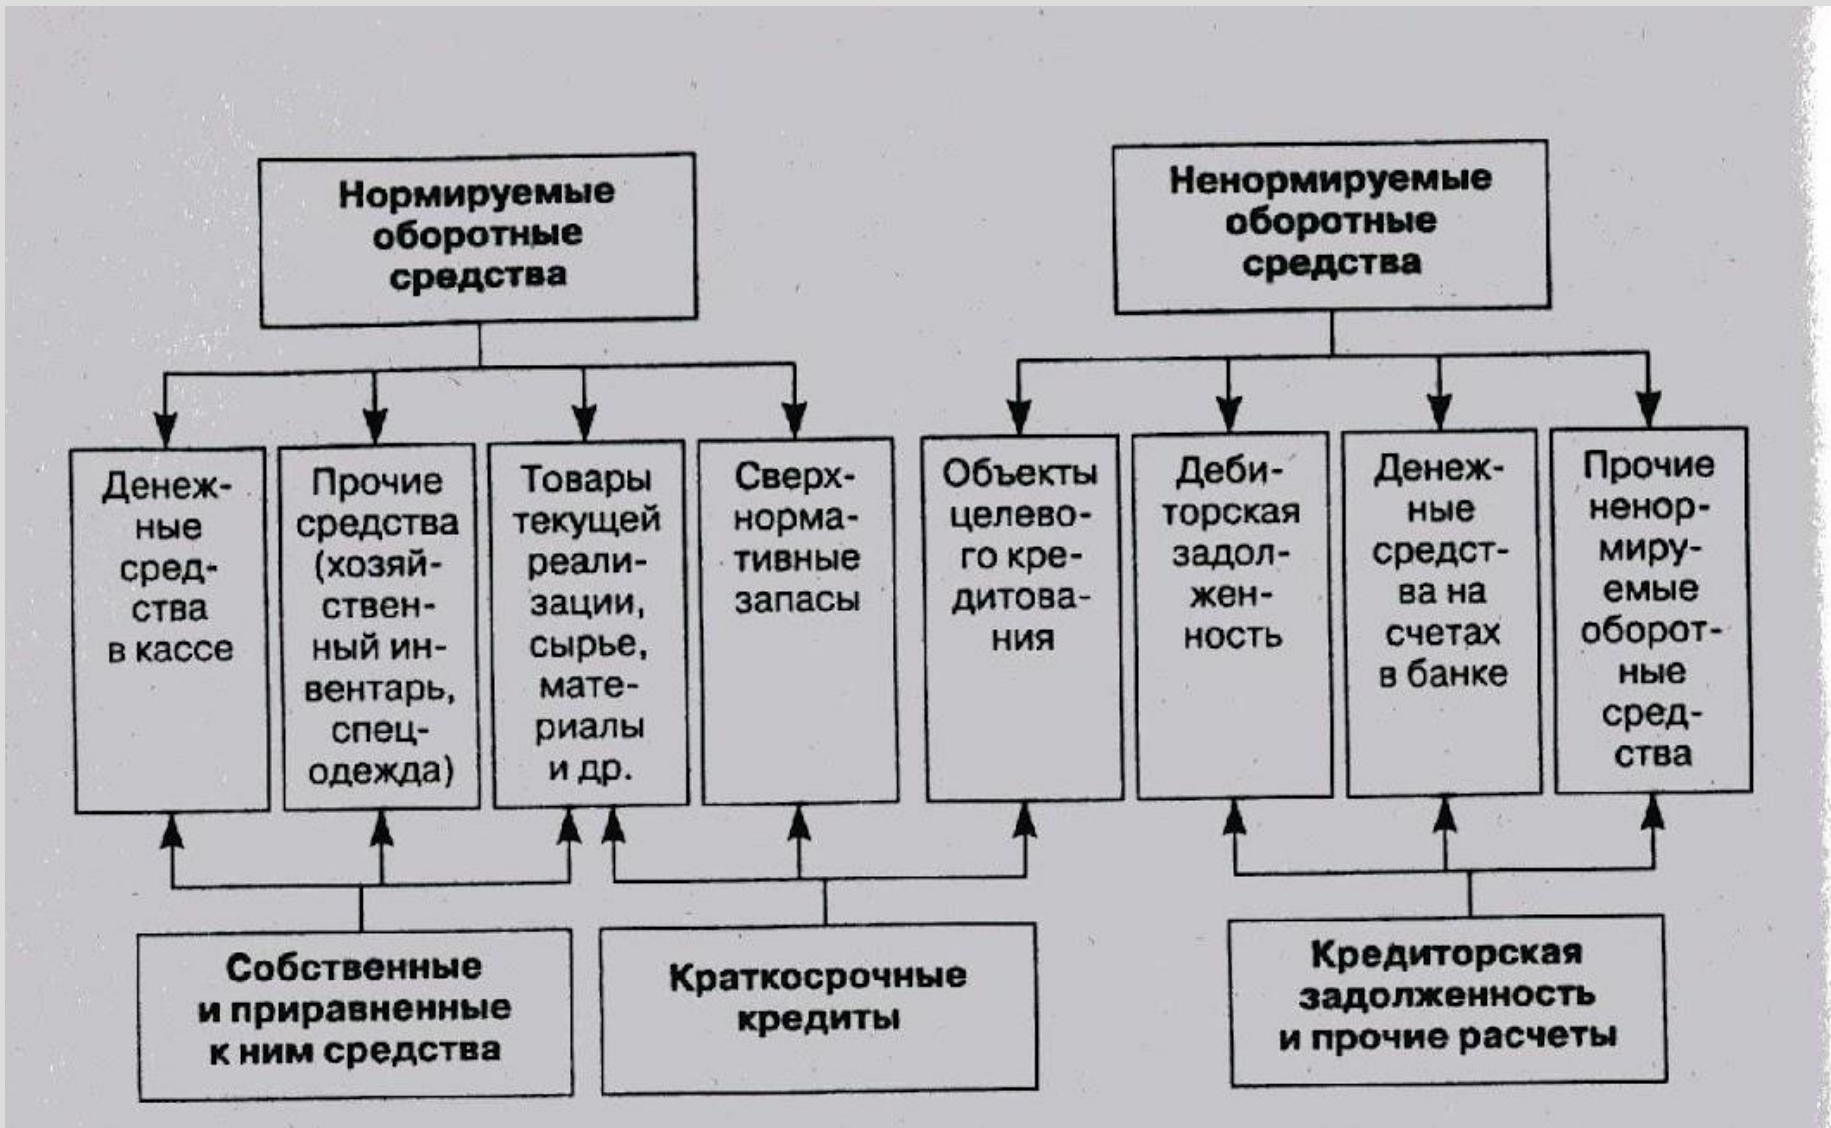 Нормируемые
оборотные
средства
Ненормируемые
оборотные
средства
Денеж-
ные
сред-
ства
в кассе
Прочие
средства
(хозяй-
ствен-
ный ин-
вентарь,
спец-
одежда)
Товары
текущей
реали-
зации,
сырье,
мате-
риалы
и др.
Сверх-
норма-
тивные
запасы
Объекты
целево-
го кре-
дитова-
ния
Деби-
торская
задол-
жен-
ность
Денеж-
ные
средст-
ва на
счетах
в банке
Прочие
ненор-
мируе-
емые
оборот-
ные
сред-
ства
Собственные
и приравненные
к ним средства
Краткосрочные
кредиты
Кредиторская
задолженность
и прочие расчеты